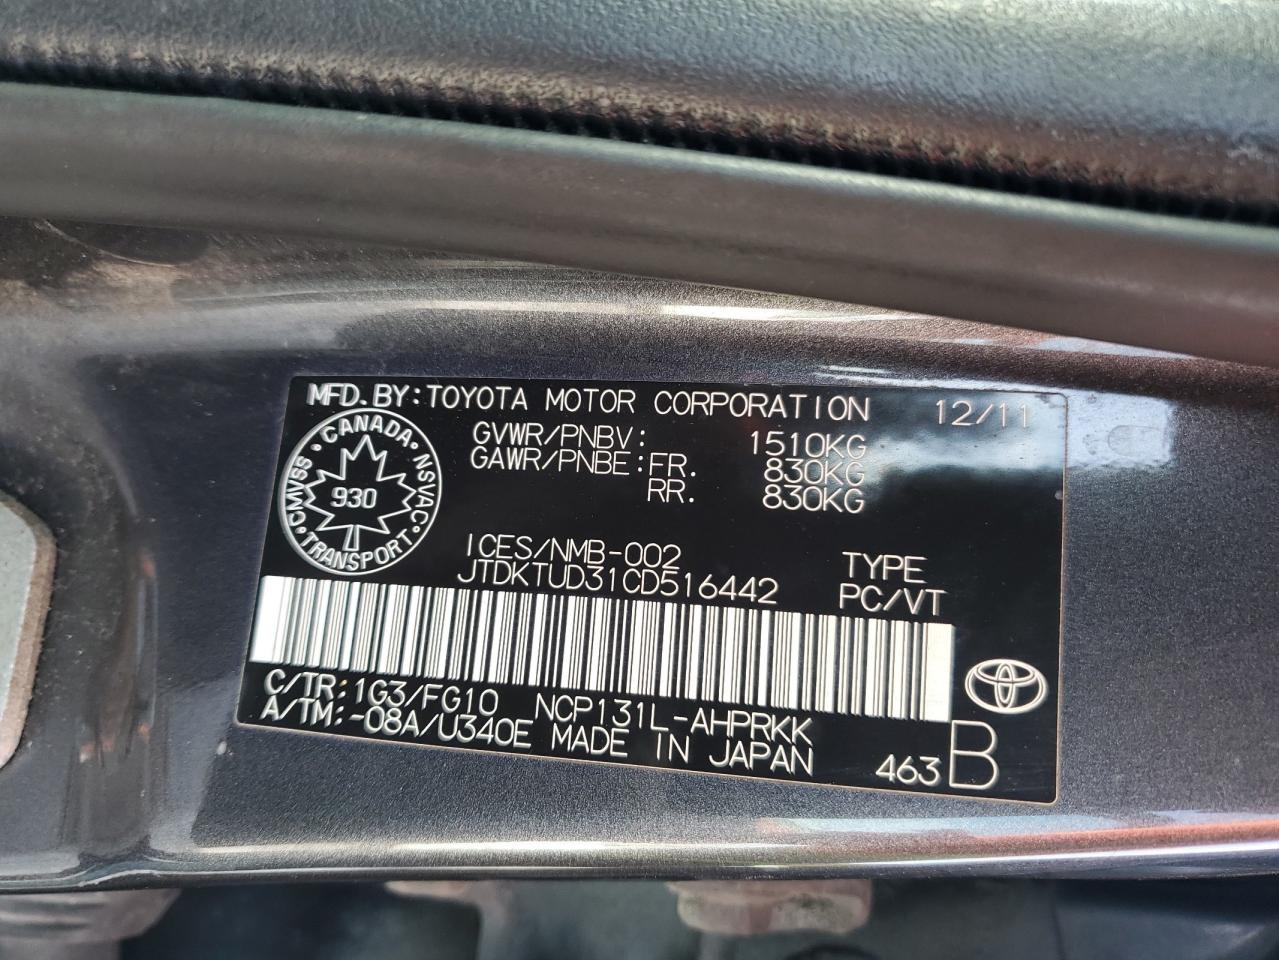 MFD. BY: TOYOTA MOTOR CORPORATION 12/11
GVWR/PNBV: 1510KG
GAWR/PNBE: FR. 830KG
RR. 830KG
CANADA
CMVSS NSVAC
930
TRANSPORT
ICES/NMB-002 TYPE
JTDKTUD31CD516442 PC/VT
C/TR: 1G3/FG10 NCP131L-AHPRKK
A/TM: -08A/U340E MADE IN JAPAN 463 B